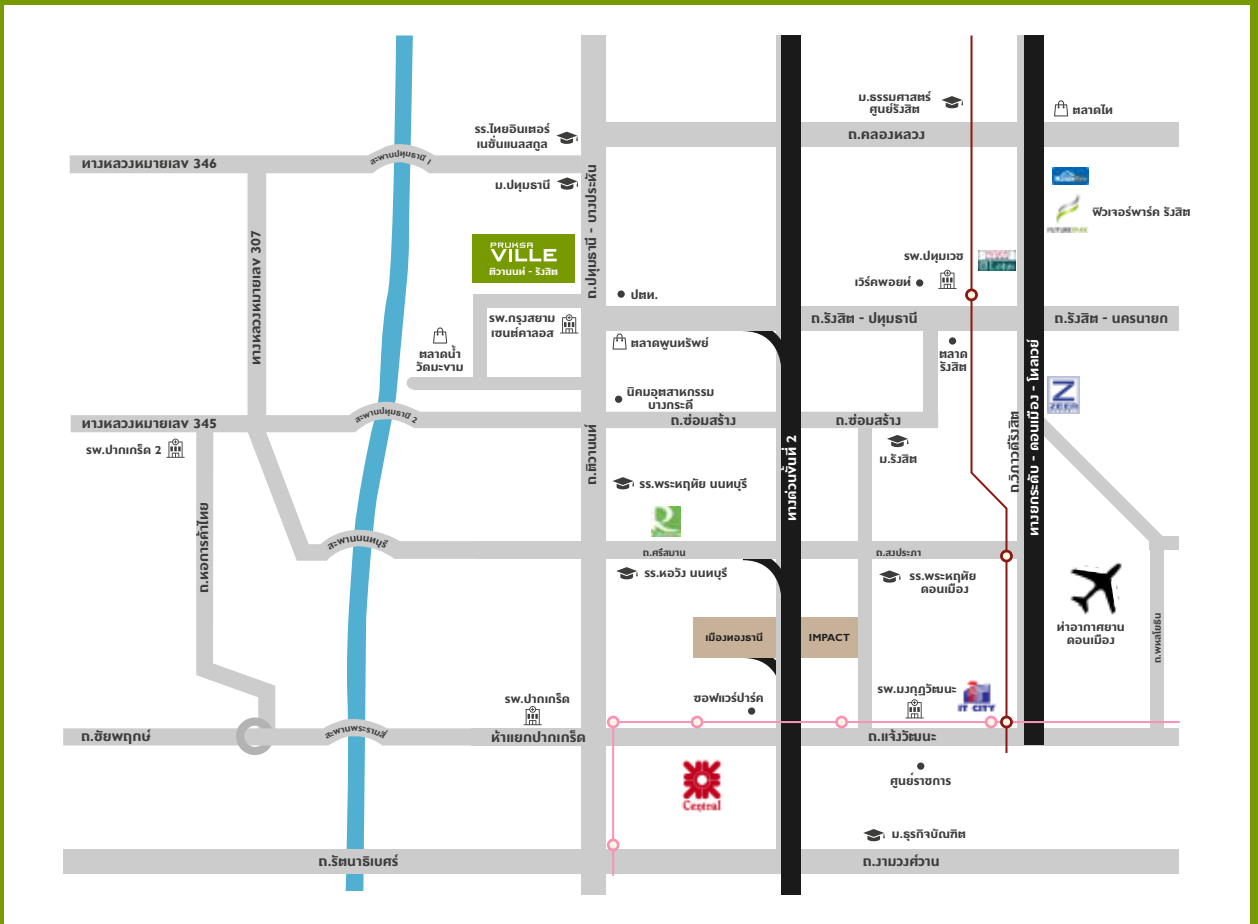 ม.ธรรมศาสตร์
ศูนย์รังสิต
ตลาดไท
รร.ไทยอินเตอร์
เนชั่นแนลสกูล
ถ.คลองหลวง
ทางหลวงหมายเลข 346
สะพานปทุมธานี 1
ม.ปทุมธานี
ถ.ปทุมธานี - บางปะหัน
ฟิวเจอร์พาร์ค รังสิต
FUTUREPARK
ทางหลวงหมายเลข 307
PRUKSA
VILLE
ติวานนท์ - รังสิต
รพ.ปทุมเวช
เวิร์คพอยท์
ปตท.
รพ.กรุงสยาม
เซนต์คาลอส
ถ.รังสิต - ปทุมธานี
ถ.รังสิต - นครนายก
ตลาดพูนทรัพย์
ตลาดน้ำ
วัดมะขาม
ตลาด
รังสิต
นิคมอุตสาหกรรม
บางกระดี
ZEER
ทางหลวงหมายเลข 345
สะพานปทุมธานี 2
ถ.ซ่อมสร้าง
ถ.ซ่อมสร้าง
รพ.ปากเกร็ด 2
ถ.ติวานนท์
ทางด่วนขั้นที่ 2
ม.รังสิต
ถ.วิภาวดีรังสิต
ทางยกระดับ - ดอนเมือง - โทลเวย์
รร.พระหฤทัย นนทบุรี
ถ.หอการค้าไทย
สะพานนนทบุรี
ถ.ศรีสมาน
ถ.สรงประภา
รร.หอวัง นนทบุรี
รร.พระหฤทัย
ดอนเมือง
ท่าอากาศยาน
ดอนเมือง
ถ.พหลโยธิน
เมืองทองธานี
IMPACT
รพ.ปากเกร็ด
ซอฟแวร์ปาร์ค
รพ.มงกุฎวัฒนะ
IT CITY
ถ.ชัยพฤกษ์
สะพานพระรามสี่
ห้าแยกปากเกร็ด
ถ.แจ้งวัฒนะ
Central
ศูนย์ราชการ
ม.ธุรกิจบัณฑิต
ถ.รัตนาธิเบศร์
ถ.งามวงศ์วาน